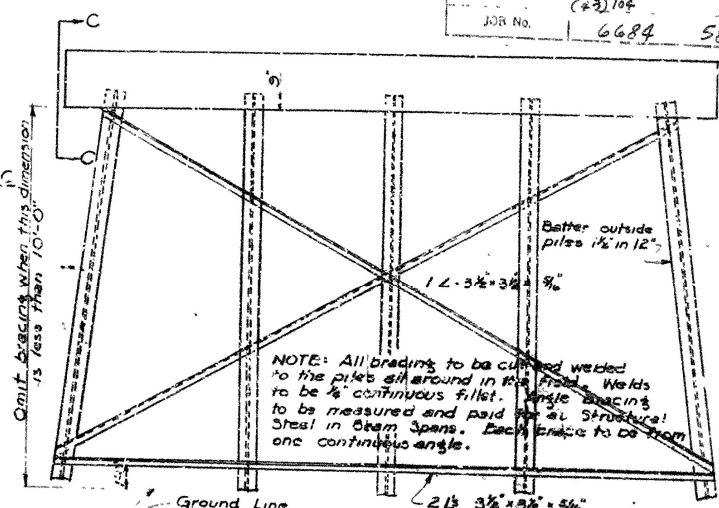 (#3)104
JOB No. 6684 58
C
9"
C
Omit bracing when this dimension
is less than 10'-0"
Batter outside
piles 1½" in 12"
1 L - 3½" x 3½" x 5/16"
NOTE: All bracing to be cut and welded
to the piles all around in the field. Welds
to be continuous fillet. Angle bracing
to be measured and paid for as Structural
Steel in Beam Spans. Each brace to be from
one continuous angle.
Ground Line
2 Ls 3½" x 3½" x 5/16"